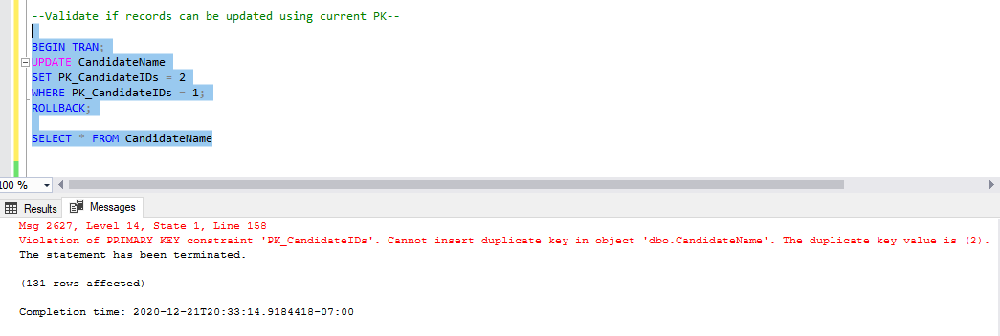 --Validate if records can be updated using current PK--
BEGIN TRAN;
UPDATE CandidateName
SET PK_CandidateIDs = 2
WHERE PK_CandidateIDs = 1;
ROLLBACK;
SELECT * FROM CandidateName
100 %
Results Messages
Msg 2627, Level 14, State 1, Line 158
Violation of PRIMARY KEY constraint 'PK_CandidateIDs'. Cannot insert duplicate key in object 'dbo.CandidateName'. The duplicate key value is (2).
The statement has been terminated.
(131 rows affected)
Completion time: 2020-12-21T20:33:14.9184418-07:00